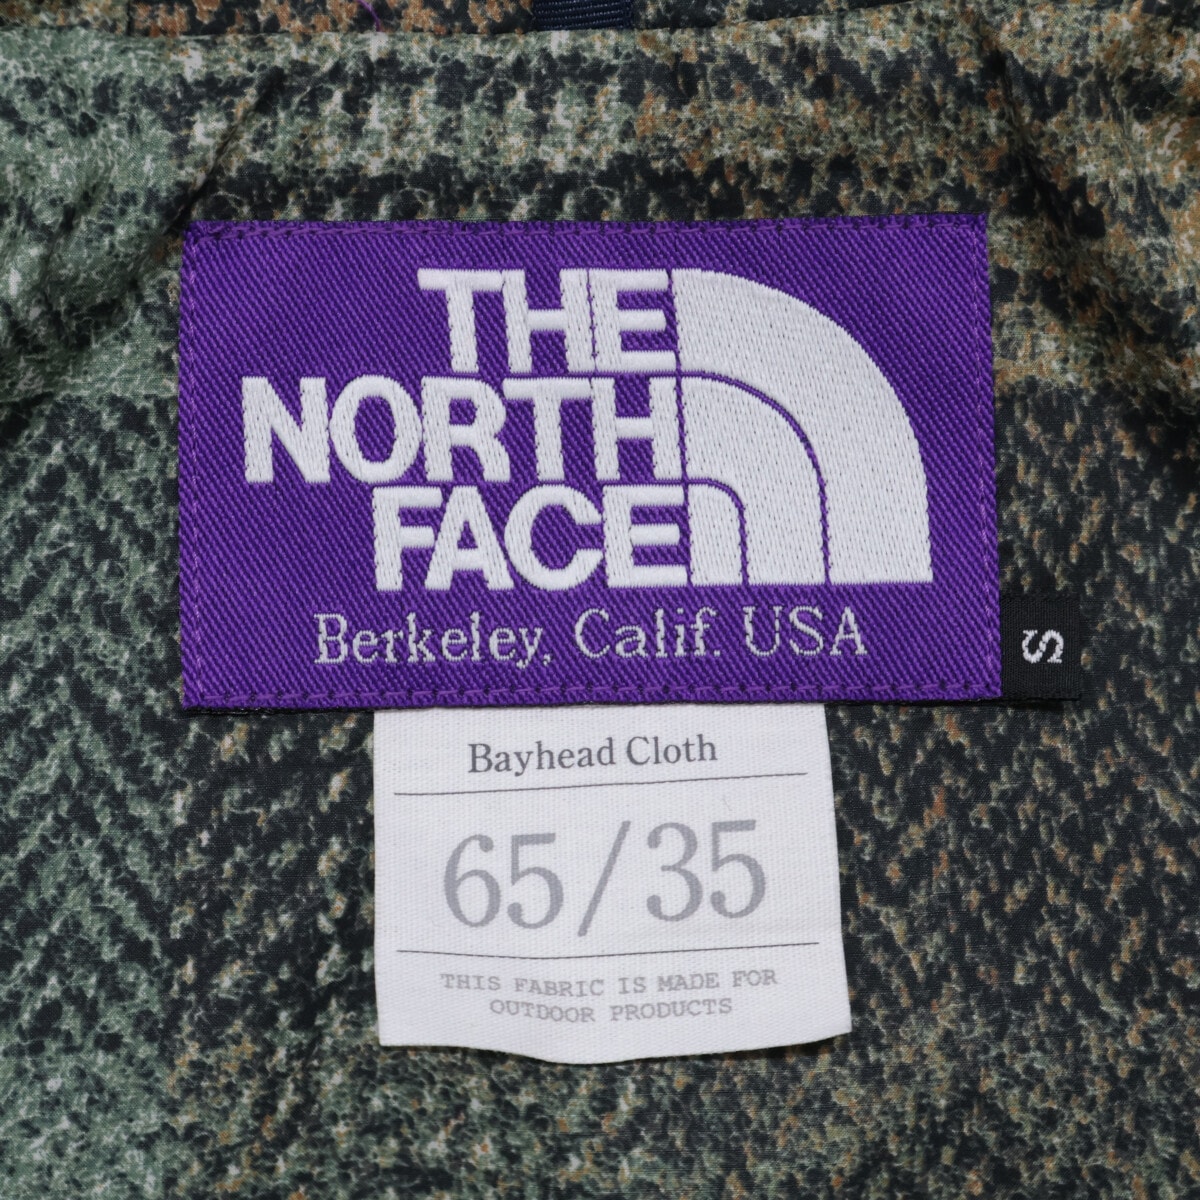 THE
NORTH
FACE
Berkeley, Calif. USA
S
Bayhead Cloth
65/35
THIS FABRIC IS MADE FOR
OUTDOOR PRODUCTS